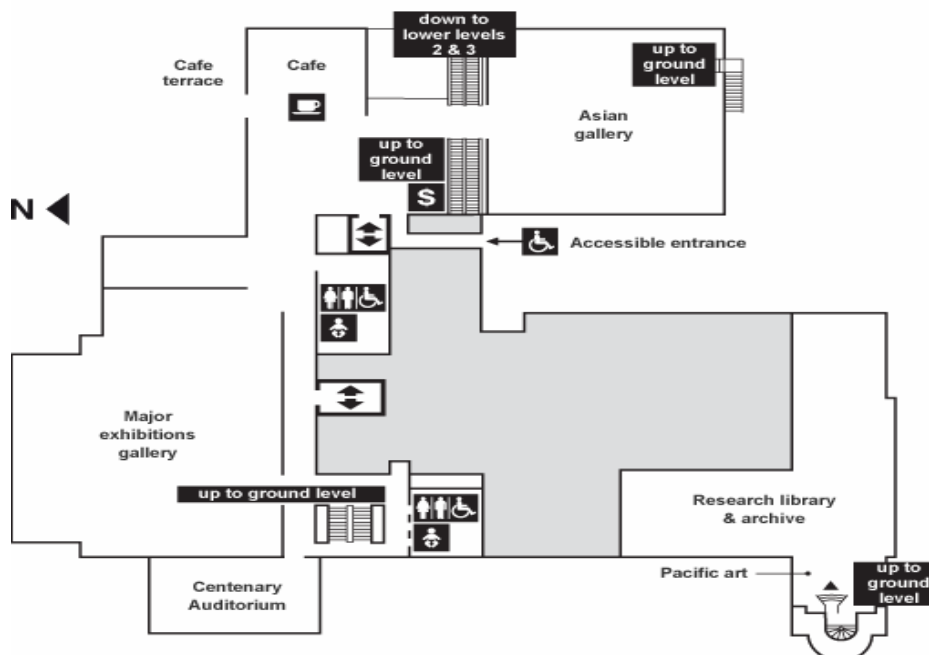 down to
lower levels
2 & 3
Cafe
terrace
Cafe
up to
ground
level
Asian
gallery
up to
ground
level
S
N
Accessible entrance
Major
exhibitions
gallery
up to ground level
Research library
& archive
Centenary
Auditorium
Pacific art
up to
ground
level